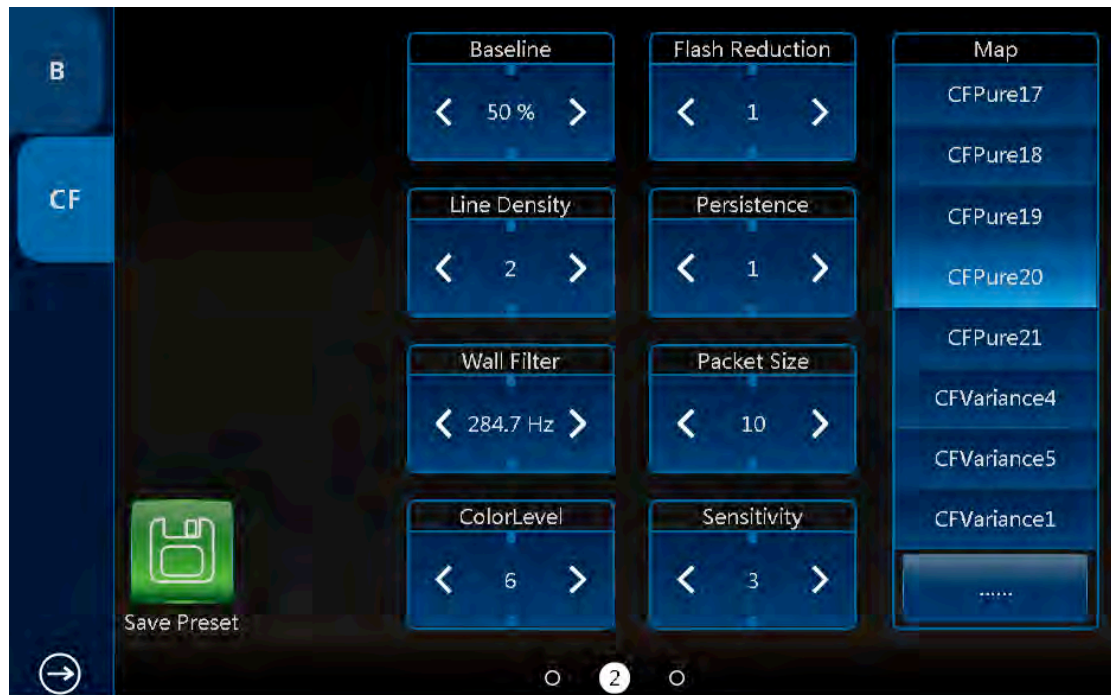 B
CF
Baseline
50 %
Flash Reduction
1
Line Density
2
Persistence
1
Wall Filter
284.7 Hz
Packet Size
10
ColorLevel
6
Sensitivity
3
Map
CFPure17
CFPure18
CFPure19
CFPure20
CFPure21
CFVariance4
CFVariance5
CFVariance1
......
Save Preset
2